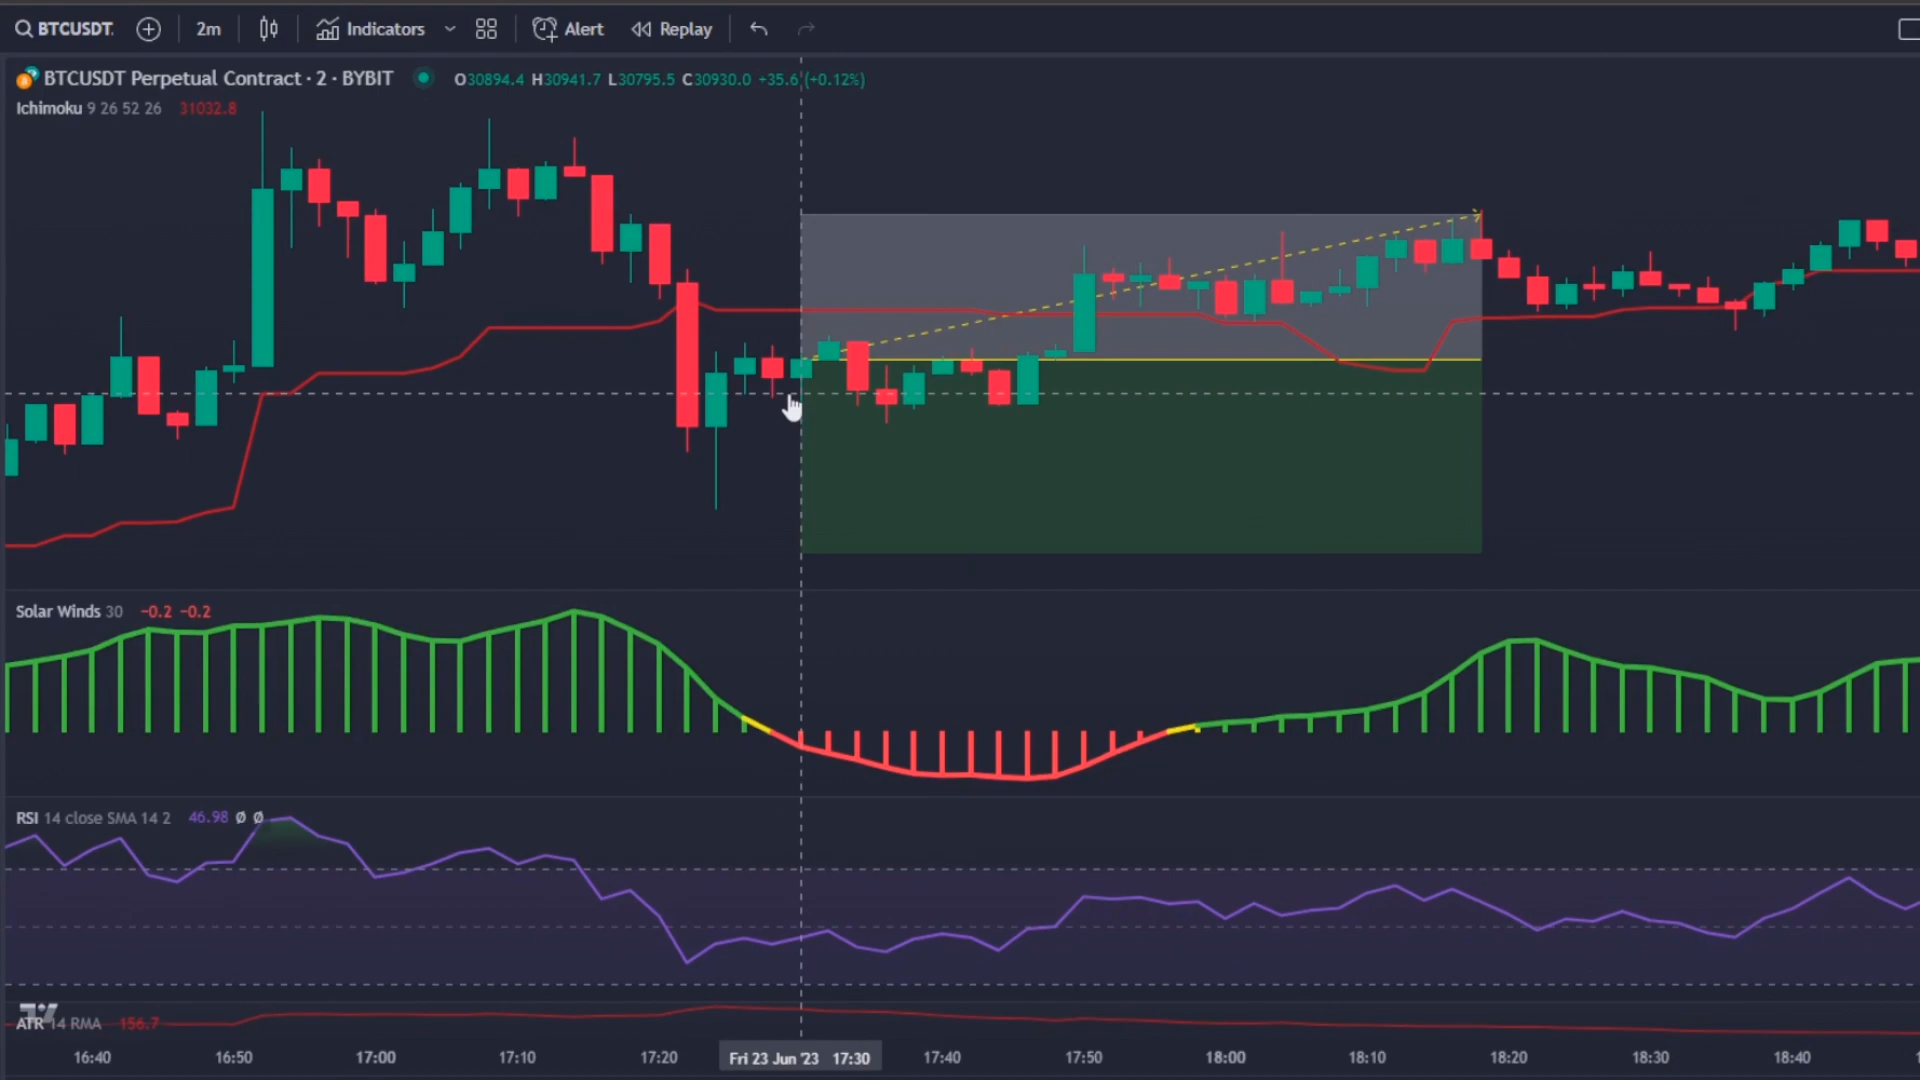 BTCUSDT. 2m Indicators Alert Replay
BTCUSDT Perpetual Contract · 2 · BYBIT O30894.4 H30941.7 L30795.5 C30930.0 +35.6 (+0.12%)
Ichimoku 9 26 52 26 31032.8
Solar Winds 30 −0.2 −0.2
RSI 14 close SMA 14 2 46.98 Ø Ø
ATR 14 RMA 156.7
16:40 16:50 17:00 17:10 17:20 Fri 23 Jun '23 17:30 17:40 17:50 18:00 18:10 18:20 18:30 18:40